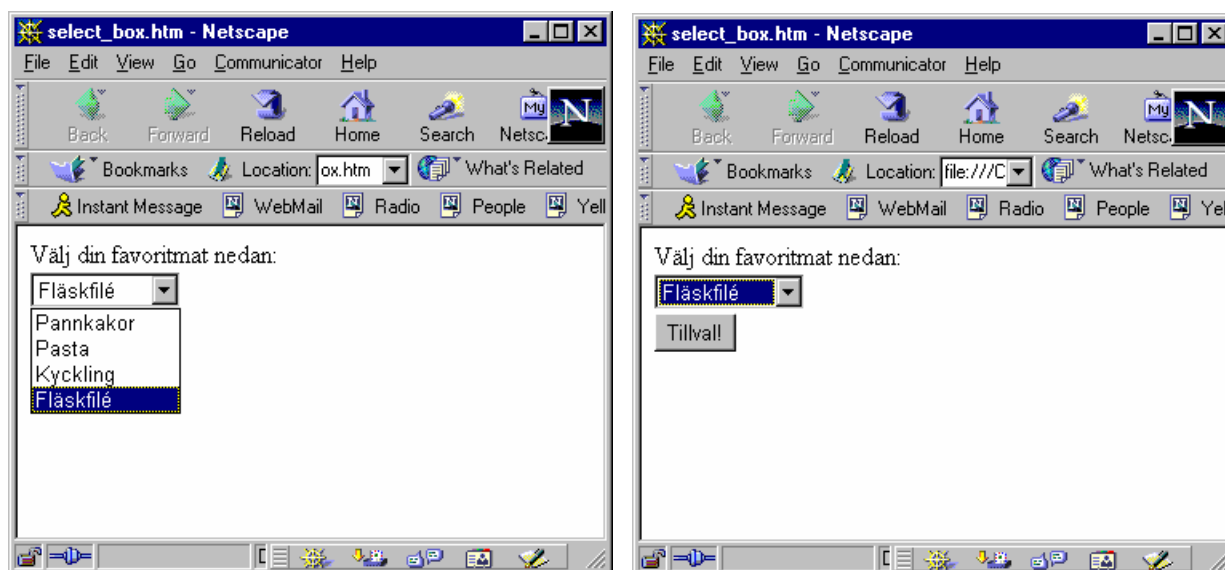 select_box.htm - Netscape
File Edit View Go Communicator Help
Back Forward Reload Home Search Netsc
My N
Bookmarks Location: ox.htm What's Related
Instant Message WebMail Radio People Yell
Välj din favoritmat nedan:
Fläskfilé
Pannkakor
Pasta
Kyckling
Fläskfilé
select_box.htm - Netscape
File Edit View Go Communicator Help
Back Forward Reload Home Search Netsc
My N
Bookmarks Location: file:///C What's Related
Instant Message WebMail Radio People Yel
Välj din favoritmat nedan:
Fläskfilé
Tillval!